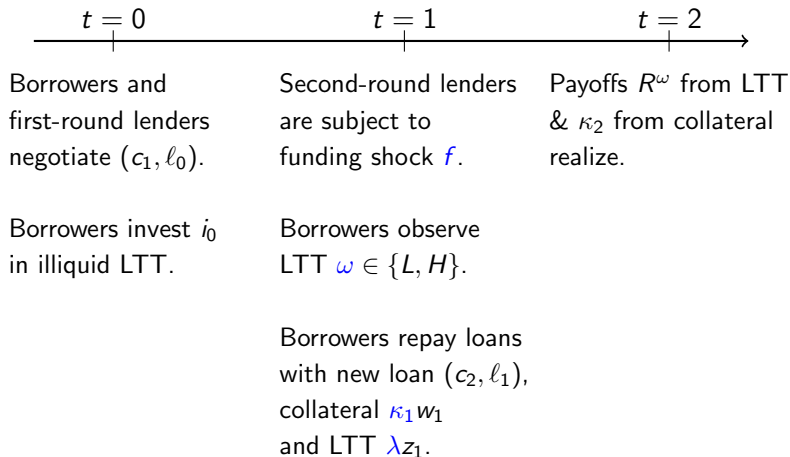 t = 0
t = 1
t = 2
Borrowers and
first-round lenders
negotiate (c₁, ℓ₀).
Borrowers invest i₀
in illiquid LTT.
Second-round lenders
are subject to
funding shock f.
Borrowers observe
LTT ω ∈ {L, H}.
Borrowers repay loans
with new loan (c₂, ℓ₁),
collateral κ₁w₁
and LTT λz₁.
Payoffs R^ω from LTT
& κ₂ from collateral
realize.